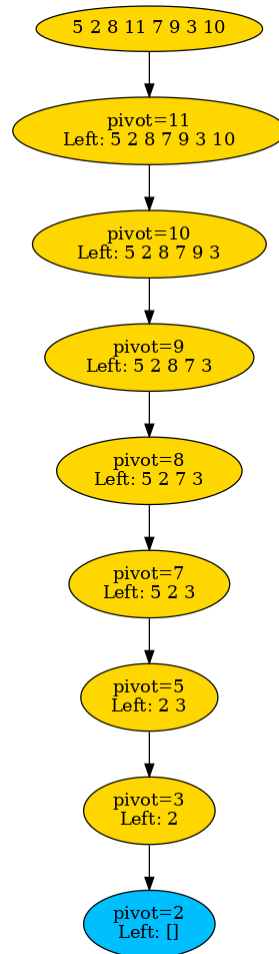 5 2 8 11 7 9 3 10
pivot=11
Left: 5 2 8 7 9 3 10
pivot=10
Left: 5 2 8 7 9 3
pivot=9
Left: 5 2 8 7 3
pivot=8
Left: 5 2 7 3
pivot=7
Left: 5 2 3
pivot=5
Left: 2 3
pivot=3
Left: 2
pivot=2
Left: []